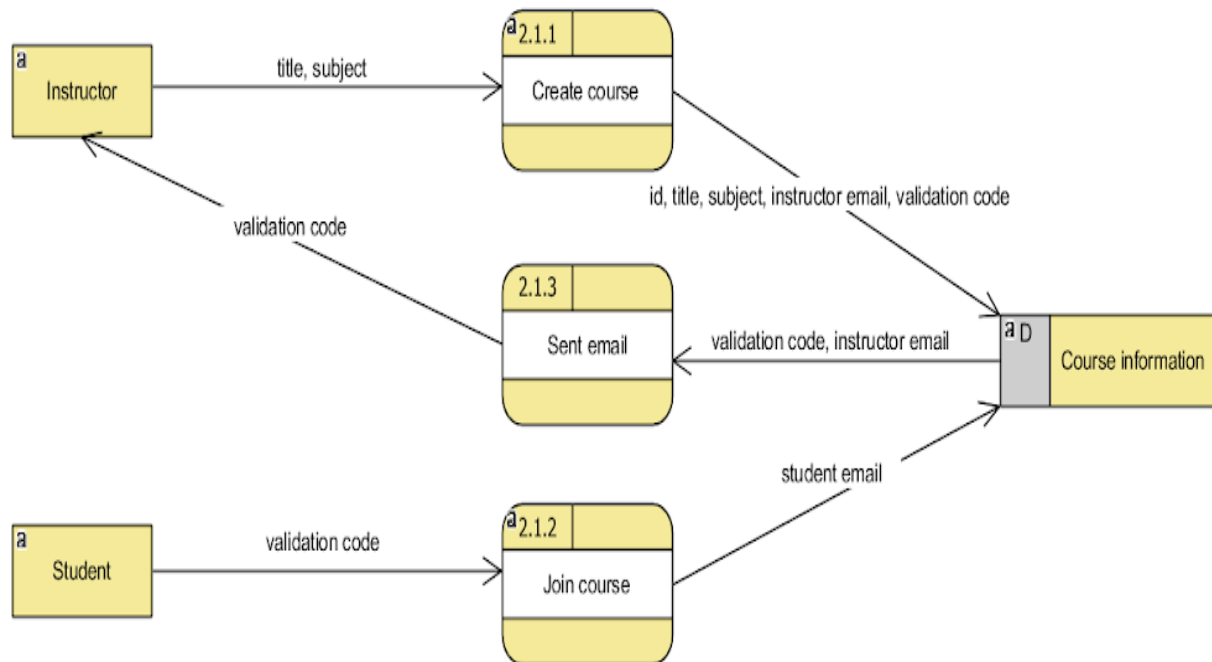 a
2.1.1
a
Instructor
title, subject
Create course
id, title, subject, instructor email, validation code
validation code
2.1.3
Sent email
validation code, instructor email
a
D
Course information
student email
a
2.1.2
a
Student
validation code
Join course